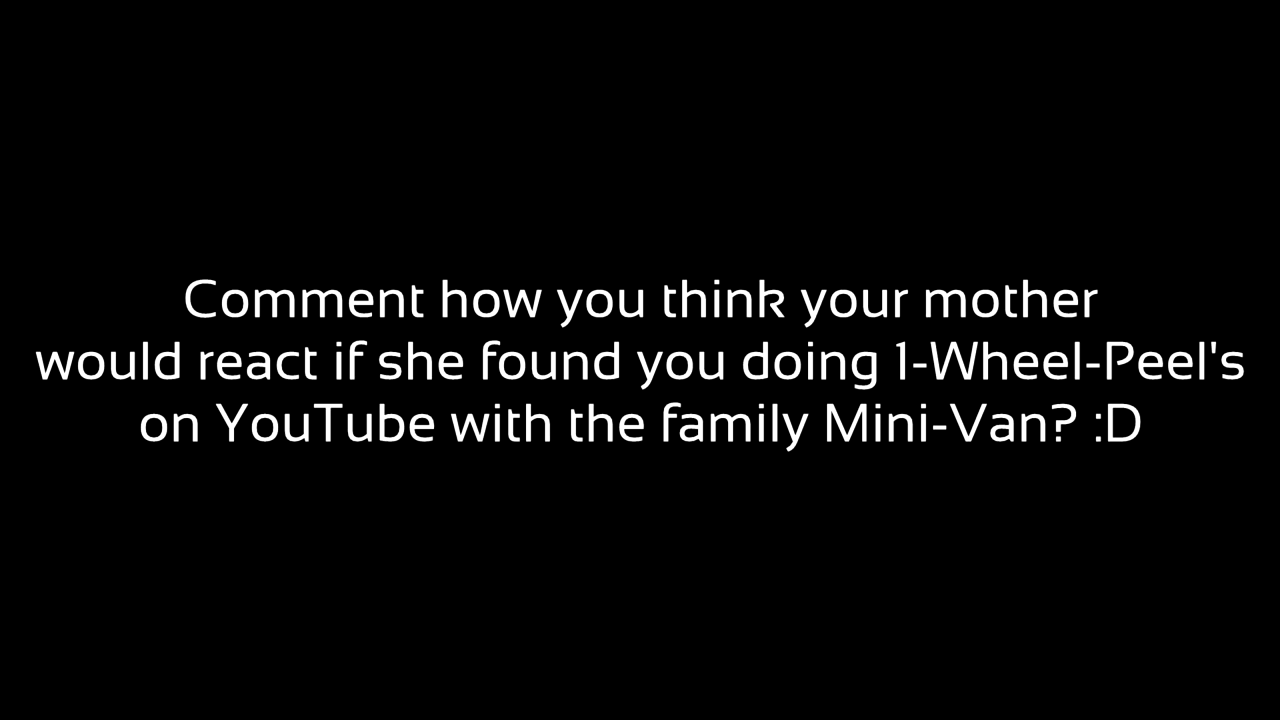 Comment how you think your mother
would react if she found you doing 1-Wheel-Peel's
on YouTube with the family Mini-Van? :D